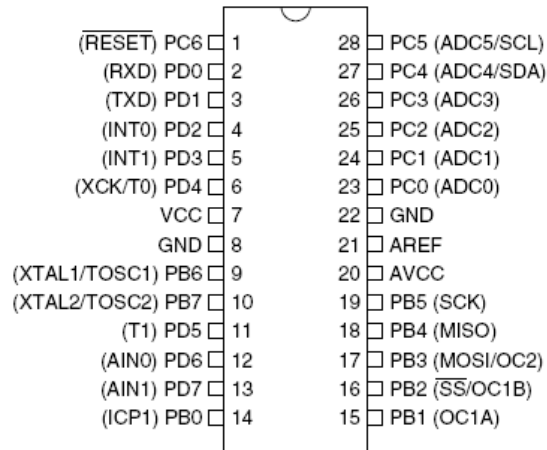 (RESET) PC6 1 28 PC5 (ADC5/SCL)
(RXD) PD0 2 27 PC4 (ADC4/SDA)
(TXD) PD1 3 26 PC3 (ADC3)
(INT0) PD2 4 25 PC2 (ADC2)
(INT1) PD3 5 24 PC1 (ADC1)
(XCK/T0) PD4 6 23 PC0 (ADC0)
VCC 7 22 GND
GND 8 21 AREF
(XTAL1/TOSC1) PB6 9 20 AVCC
(XTAL2/TOSC2) PB7 10 19 PB5 (SCK)
(T1) PD5 11 18 PB4 (MISO)
(AIN0) PD6 12 17 PB3 (MOSI/OC2)
(AIN1) PD7 13 16 PB2 (SS/OC1B)
(ICP1) PB0 14 15 PB1 (OC1A)